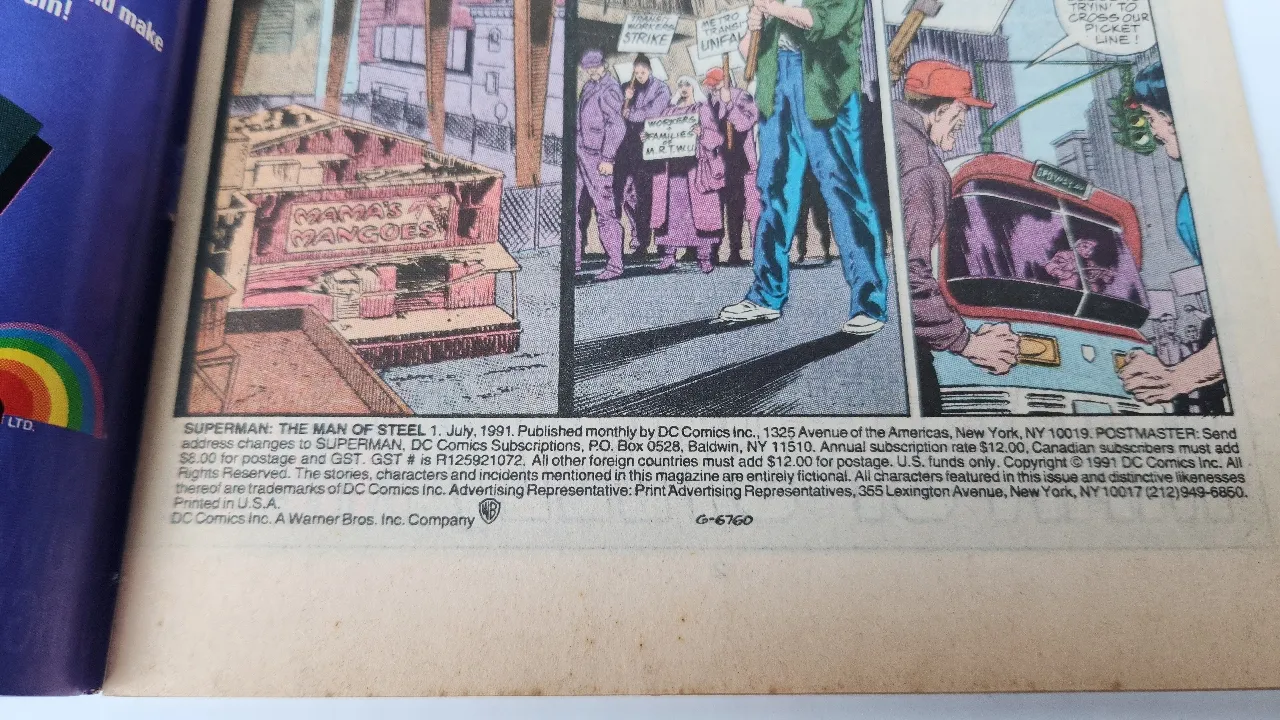 nd make
ain!
LTD.
MAMA'S
MANGOES
WORKERS
STRIKE
METRO
TRANSIT
UNFAI
WORKERS
FAMILIES
OF
M.R.T.W.U.
TRYIN' TO
CROSS OUR
PICKET
LINE!
SUPERMAN: THE MAN OF STEEL 1. July, 1991. Published monthly by DC Comics Inc., 1325 Avenue of the Americas, New York, NY 10019. POSTMASTER: Send
address changes to SUPERMAN, DC Comics Subscriptions, P.O. Box 0528, Baldwin, NY 11510. Annual subscription rate $12.00, Canadian subscribers must add
$8.00 for postage and GST. GST # is R125921072. All other foreign countries must add $12.00 for postage. U.S. funds only. Copyright © 1991 DC Comics Inc. All
Rights Reserved. The stories, characters and incidents mentioned in this magazine are entirely fictional. All characters featured in this issue and distinctive likenesses
thereof are trademarks of DC Comics Inc. Advertising Representative: Print Advertising Representatives, 355 Lexington Avenue, New York, NY 10017 (212) 949-6850.
Printed in U.S.A.
DC Comics Inc. A Warner Bros. Inc. Company WB G-6760